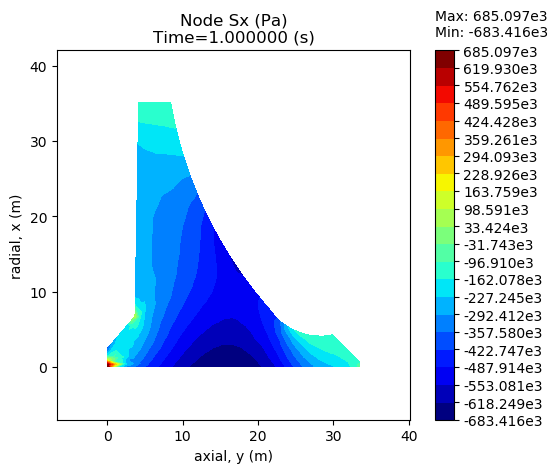 Node Sx (Pa)
Time=1.000000 (s)
Max: 685.097e3
Min: -683.416e3
685.097e3
619.930e3
554.762e3
489.595e3
424.428e3
359.261e3
294.093e3
228.926e3
163.759e3
98.591e3
33.424e3
-31.743e3
-96.910e3
-162.078e3
-227.245e3
-292.412e3
-357.580e3
-422.747e3
-487.914e3
-553.081e3
-618.249e3
-683.416e3
radial, x (m)
40
30
20
10
0
0
10
20
30
40
axial, y (m)